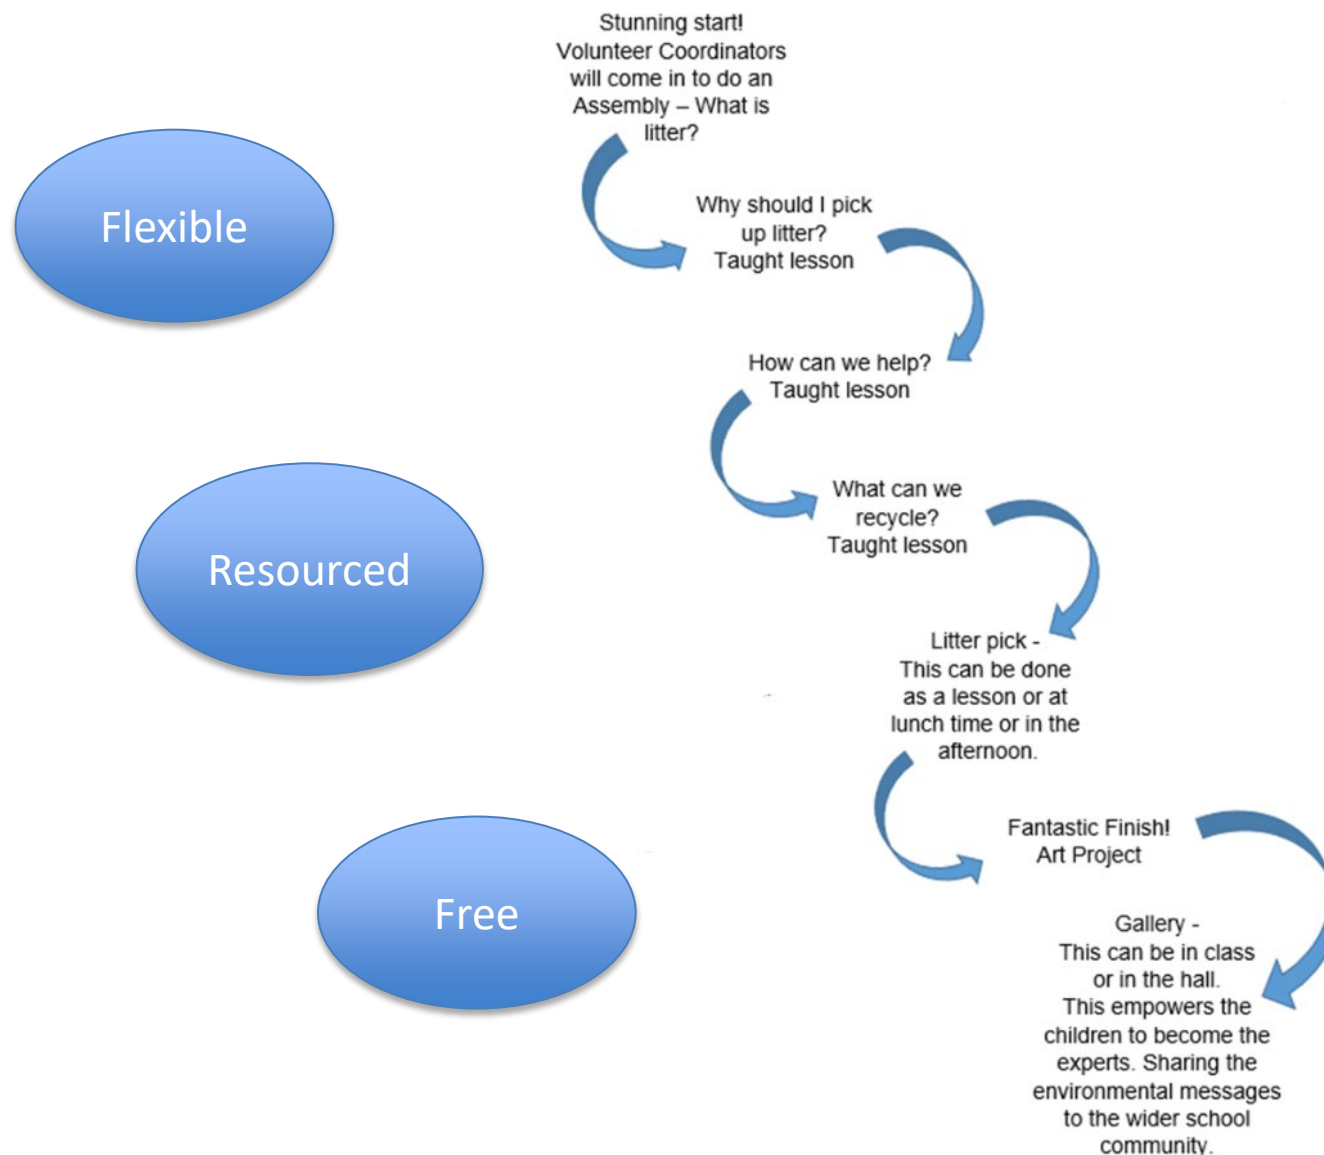 Stunning start!
Volunteer Coordinators
will come in to do an
Assembly – What is
litter?
Flexible
Why should I pick
up litter?
Taught lesson
How can we help?
Taught lesson
Resourced
What can we
recycle?
Taught lesson
Litter pick -
This can be done
as a lesson or at
lunch time or in the
afternoon.
Free
Fantastic Finish!
Art Project
Gallery -
This can be in class
or in the hall.
This empowers the
children to become the
experts. Sharing the
environmental messages
to the wider school
community.